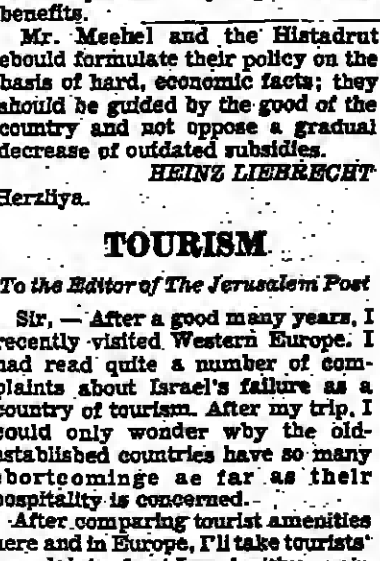 benefits.
Mr. Meehel and the Histadrut
ebould formulate their policy on the
basis of hard, economic facts; they
should be guided by the good of the
country and not oppose a gradual
decrease of outdated subsidies.
HEINZ LIEBRECHT
Herzliya.
TOURISM
To the Editor of The Jerusalem Post
Sir, — After a good many years, I
recently visited Western Europe. I
had read quite a number of com-
plaints about Israel's failure as a
country of tourism. After my trip, I
could only wonder why the old-
established countries have so many
shortcominge ae far as their
hospitality is concerned.
After comparing tourist amenities
here and in Europe, I'll take tourists'